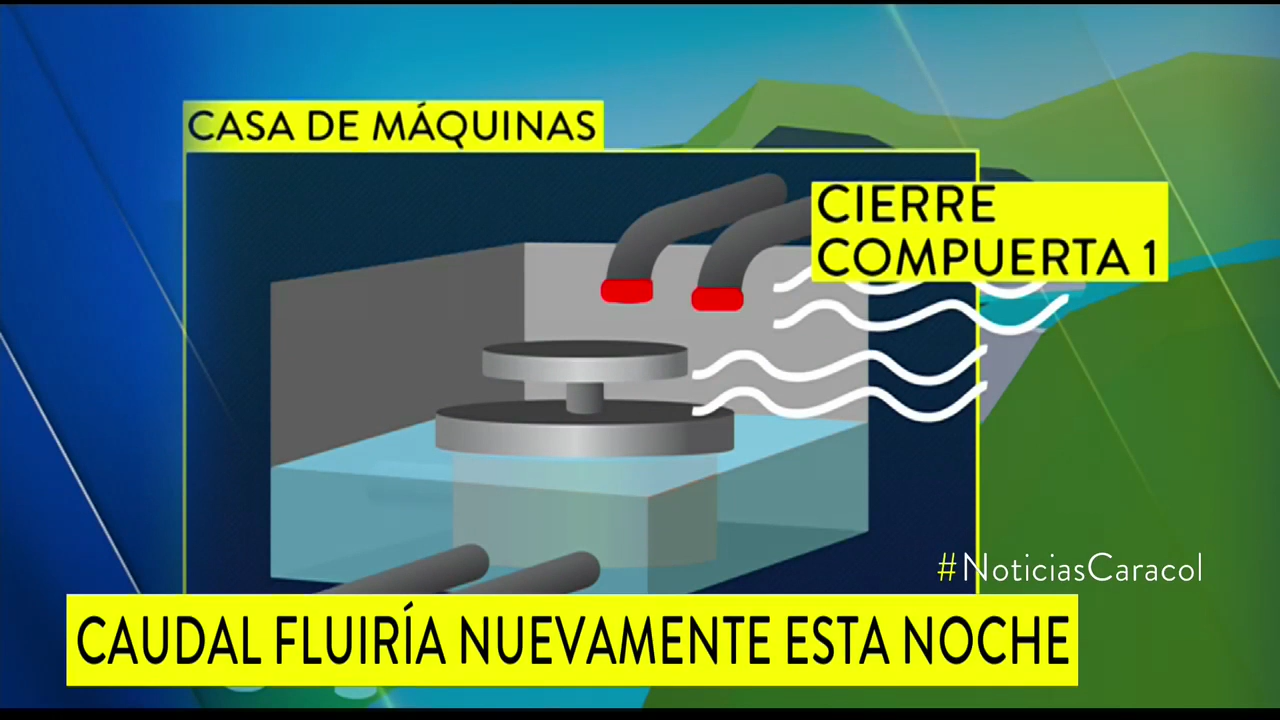 CASA DE MÁQUINAS
CIERRE
COMPUERTA 1
#NoticiasCaracol
CAUDAL FLUIRÍA NUEVAMENTE ESTA NOCHE